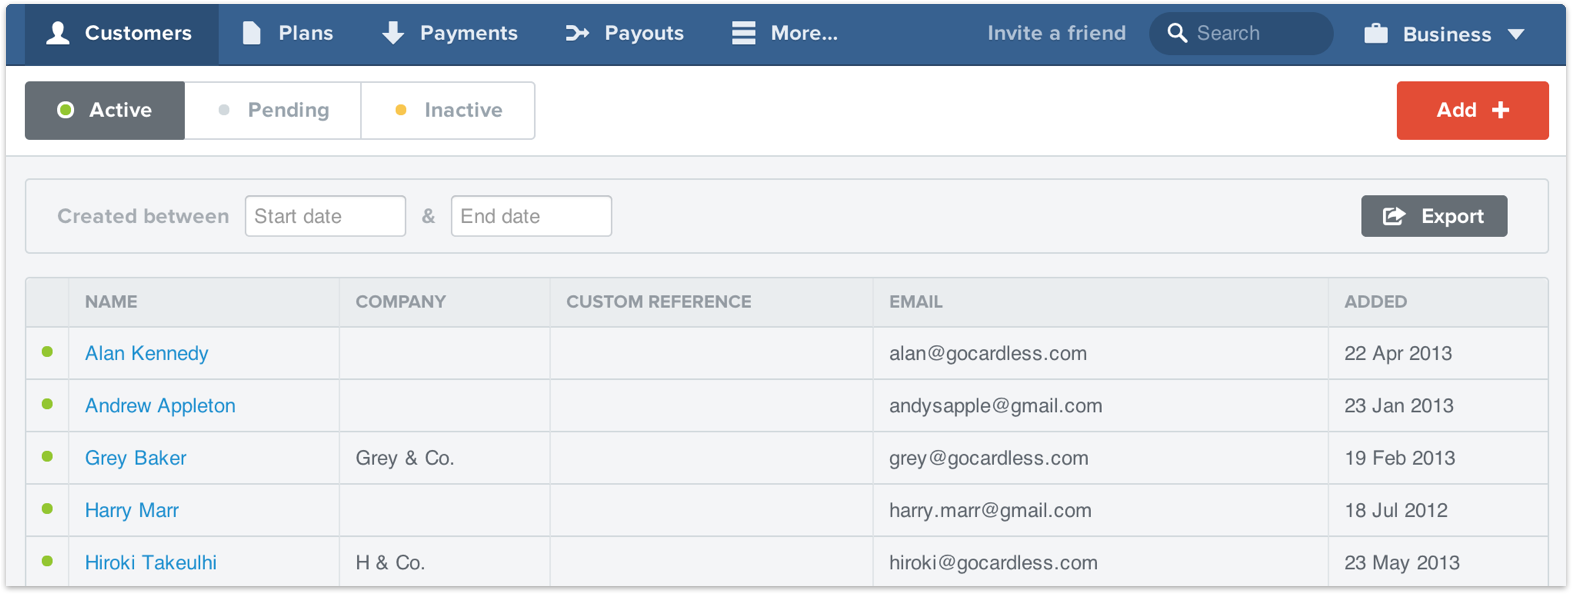 Customers Plans Payments Payouts More... Invite a friend Search Business
Active Pending Inactive Add
Created between Start date & End date Export
NAME COMPANY CUSTOM REFERENCE EMAIL ADDED
Alan Kennedy alan@gocardless.com 22 Apr 2013
Andrew Appleton andysapple@gmail.com 23 Jan 2013
Grey Baker Grey & Co. grey@gocardless.com 19 Feb 2013
Harry Marr harry.marr@gmail.com 18 Jul 2012
Hiroki Takeulhi H & Co. hiroki@gocardless.com 23 May 2013